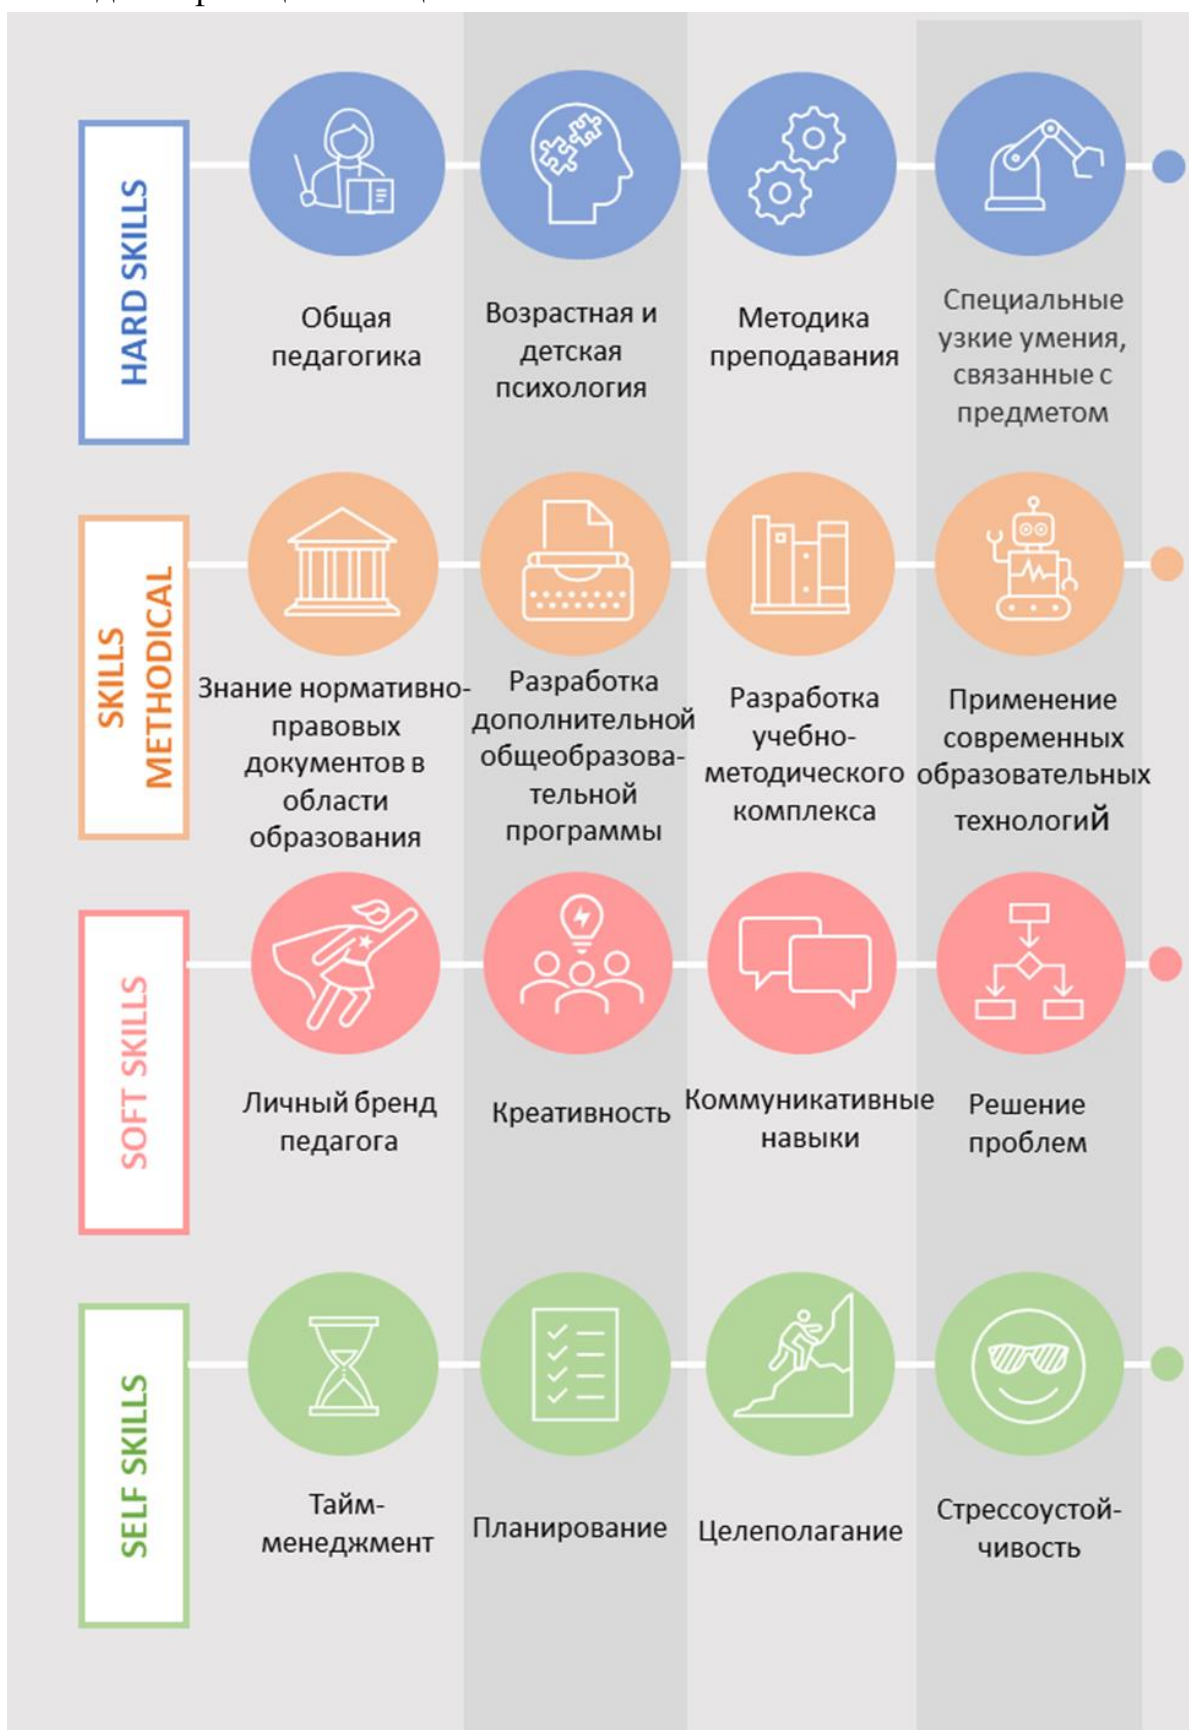 HARD SKILLS
Общая
педагогика
Возрастная и
детская
психология
Методика
преподавания
Специальные
узкие умения,
связанные с
предметом
SKILLS
METHODICAL
Знание нормативно-
правовых
документов в
области
образования
Разработка
дополнительной
общеобразова-
тельной
программы
Разработка
учебно-
методического
комплекса
Применение
современных
образовательных
технологий
SOFT SKILLS
Личный бренд
педагога
Креативность
Коммуникативные
навыки
Решение
проблем
SELF SKILLS
Тайм-
менеджмент
Планирование
Целеполагание
Стрессоустой-
чивость